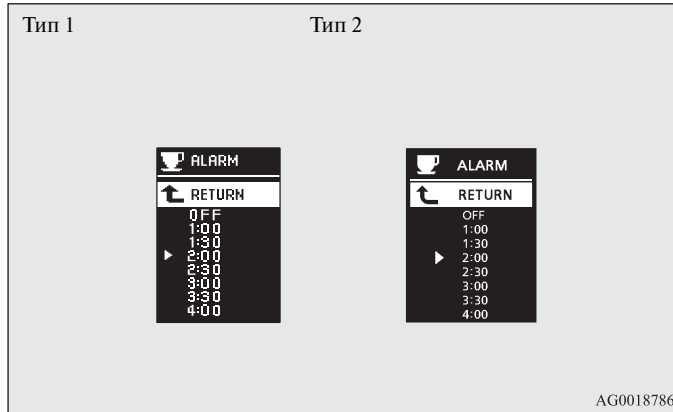 Тип 1
Тип 2
ALARM
RETURN
OFF
1:00
1:30
2:00
2:30
3:00
3:30
4:00
ALARM
RETURN
OFF
1:00
1:30
2:00
2:30
3:00
3:30
4:00
AG0018786